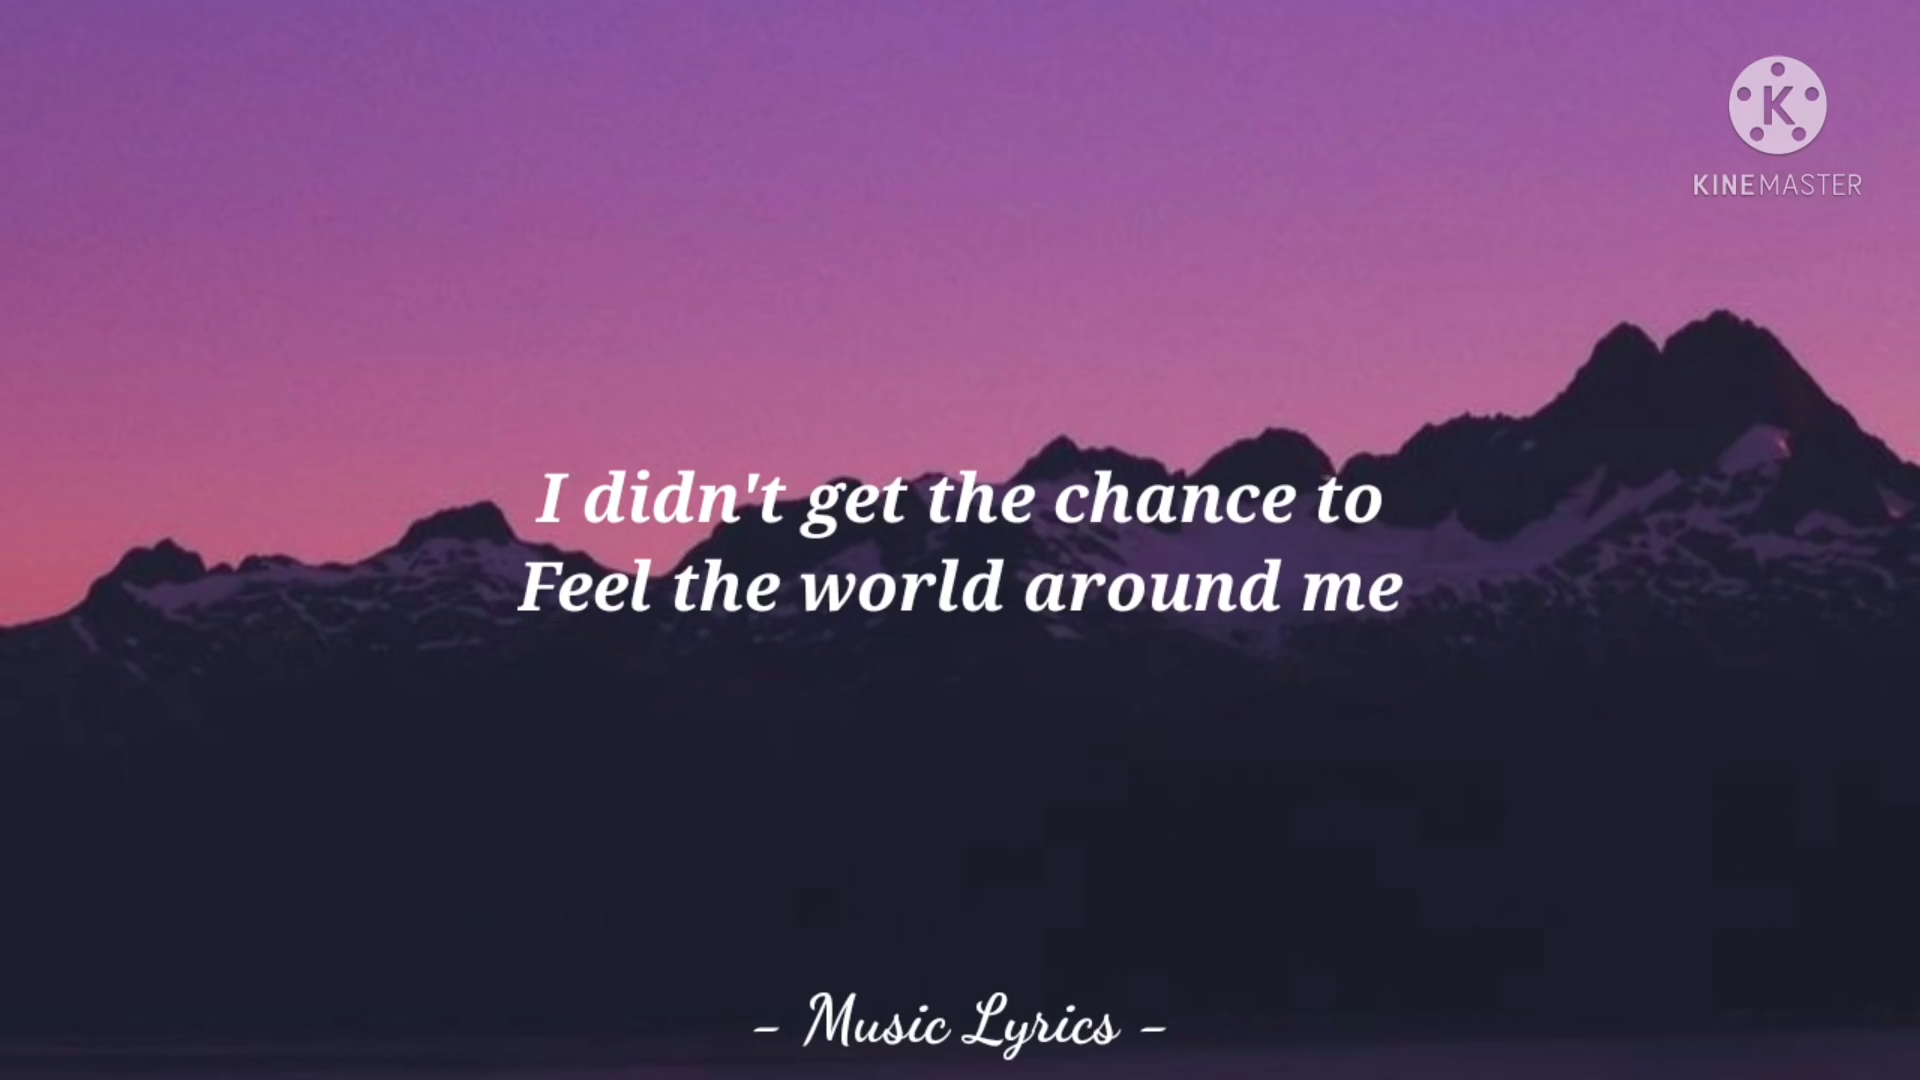 K
KINEMASTER
I didn't get the chance to
Feel the world around me
- Music Lyrics -